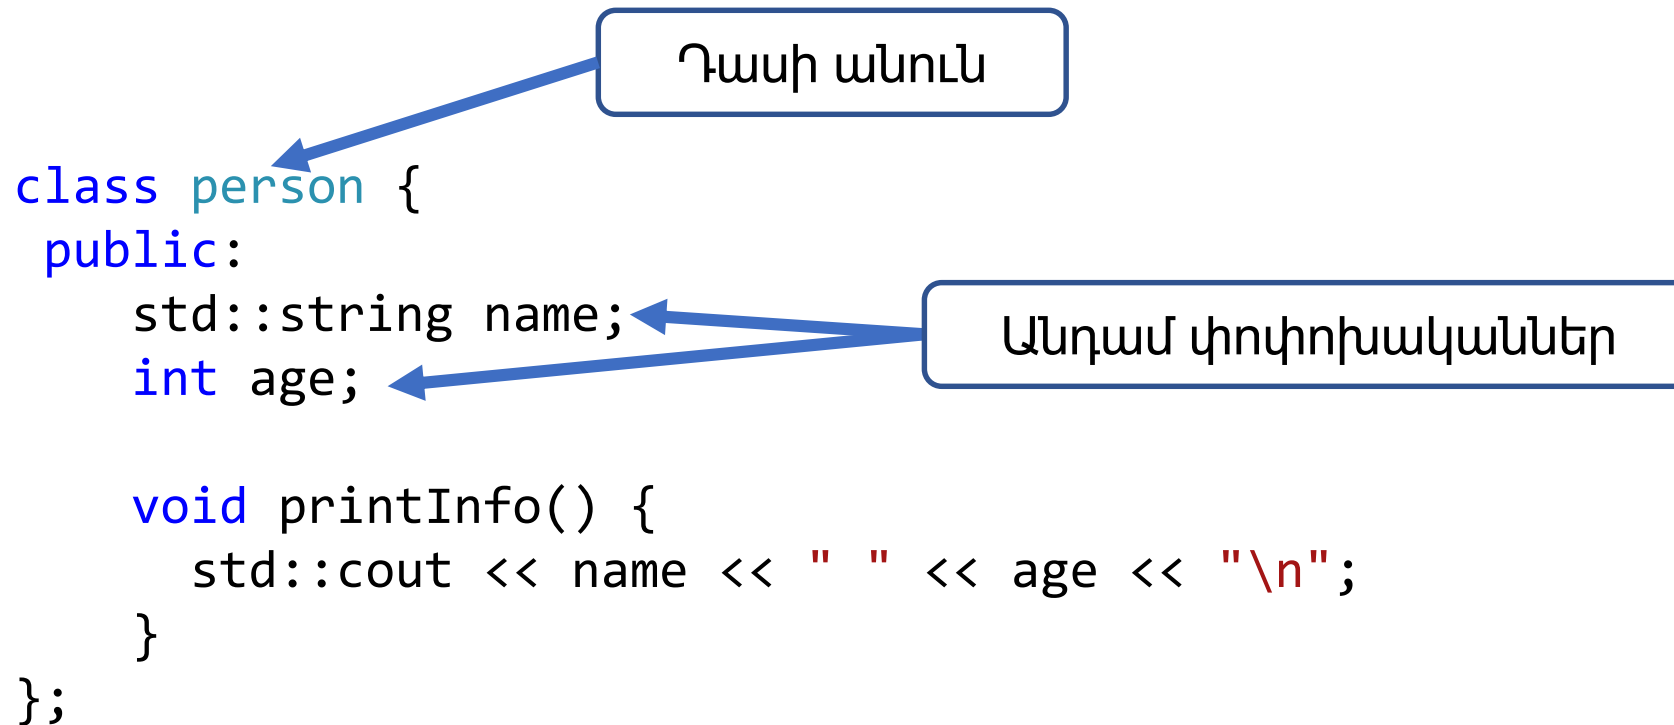 Դասի անուն
class person {
public:
std::string name;
Անդամ փոփոխականներ
int age;
void printInfo() {
std::cout << name << " " << age << "\n";
}
};